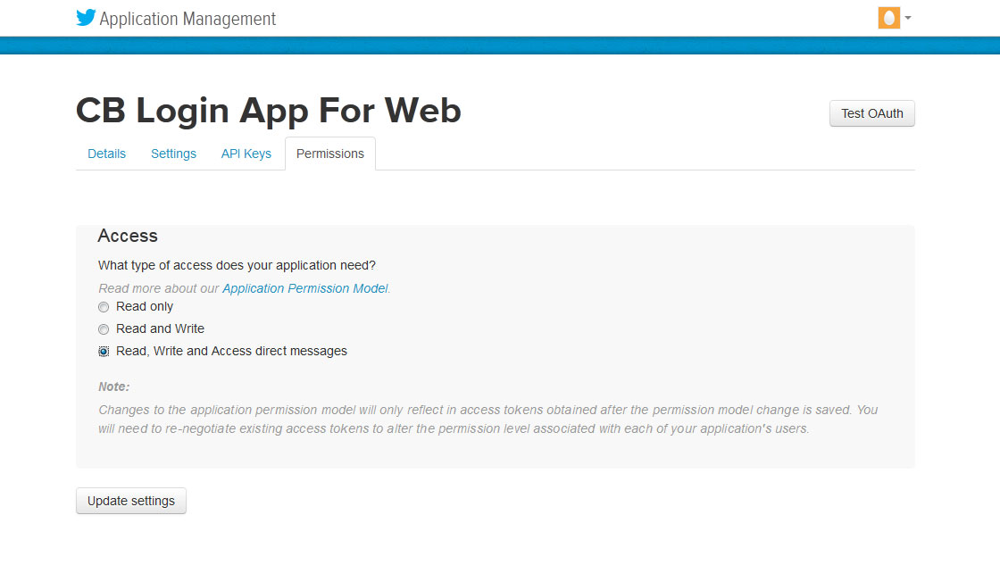 Application Management
CB Login App For Web
Test OAuth
Details Settings API Keys Permissions
Access
What type of access does your application need?
Read more about our Application Permission Model.
Read only
Read and Write
Read, Write and Access direct messages
Note:
Changes to the application permission model will only reflect in access tokens obtained after the permission model change is saved. You
will need to re-negotiate existing access tokens to alter the permission level associated with each of your application's users.
Update settings